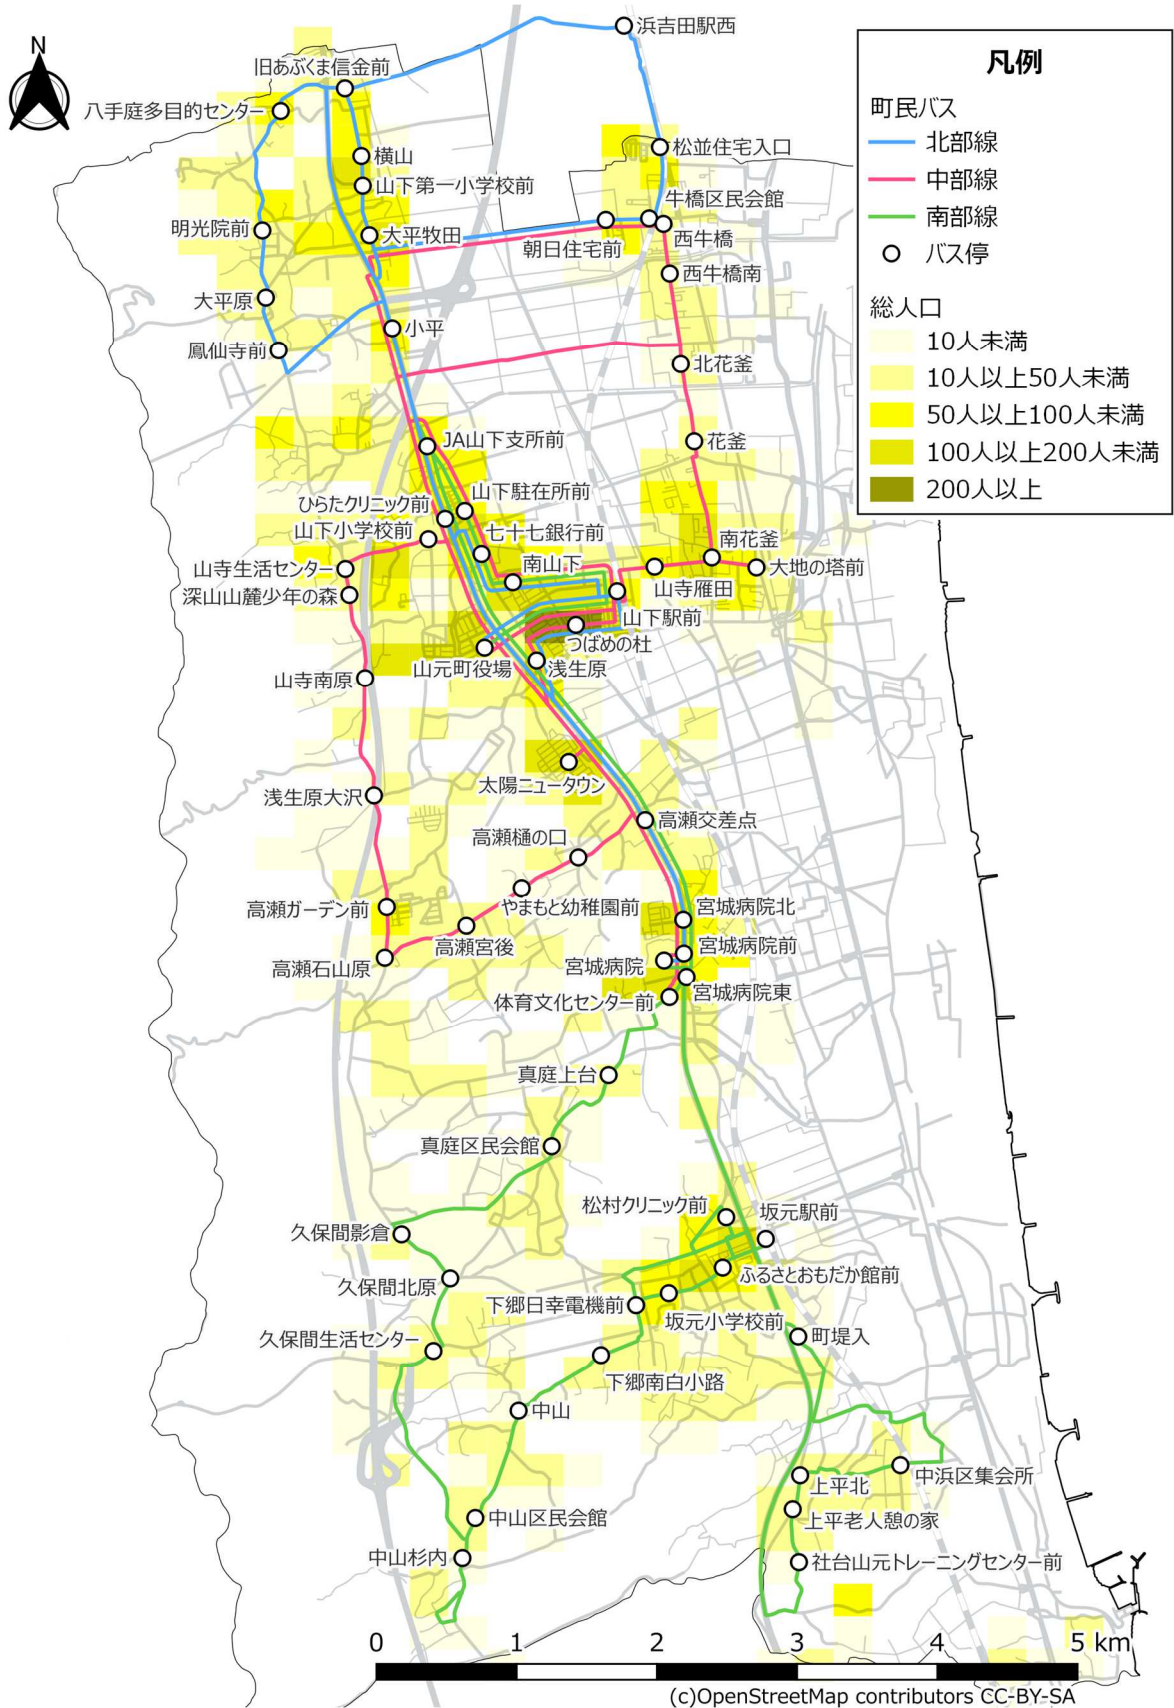 N
浜吉田駅西
旧あぶくま信金前
八手庭多目的センター
松並住宅入口
横山
山下第一小学校前
牛橋区民会館
明光院前
大平牧田
朝日住宅前
西牛橋
西牛橋南
大平原
小平
鳳仙寺前
北花釜
JA山下支所前
花釜
山下駐在所前
ひらたクリニック前
山下小学校前
七十七銀行前
南花釜
南山下
山寺生活センター
大地の塔前
山寺雁田
深山山麓少年の森
山下駅前
つばめの杜
山元町役場
浅生原
山寺南原
太陽ニュータウン
浅生原大沢
高瀬交差点
高瀬樋の口
高瀬ガーデン前
やまもと幼稚園前
宮城病院北
高瀬宮後
宮城病院前
高瀬石山原
宮城病院
宮城病院東
体育文化センター前
真庭上台
真庭区民会館
松村クリニック前
坂元駅前
久保間影倉
ふるさとおもだか館前
久保間北原
下郷日幸電機前
坂元小学校前
町堤入
久保間生活センター
下郷南白小路
中山
中浜区集会所
上平北
中山区民会館
上平老人憩の家
中山杉内
社台山元トレーニングセンター前
凡例
町民バス
北部線
中部線
南部線
バス停
総人口
10人未満
10人以上50人未満
50人以上100人未満
100人以上200人未満
200人以上
0 1 2 3 4 5 km
(c)OpenStreetMap contributors CC-BY-SA